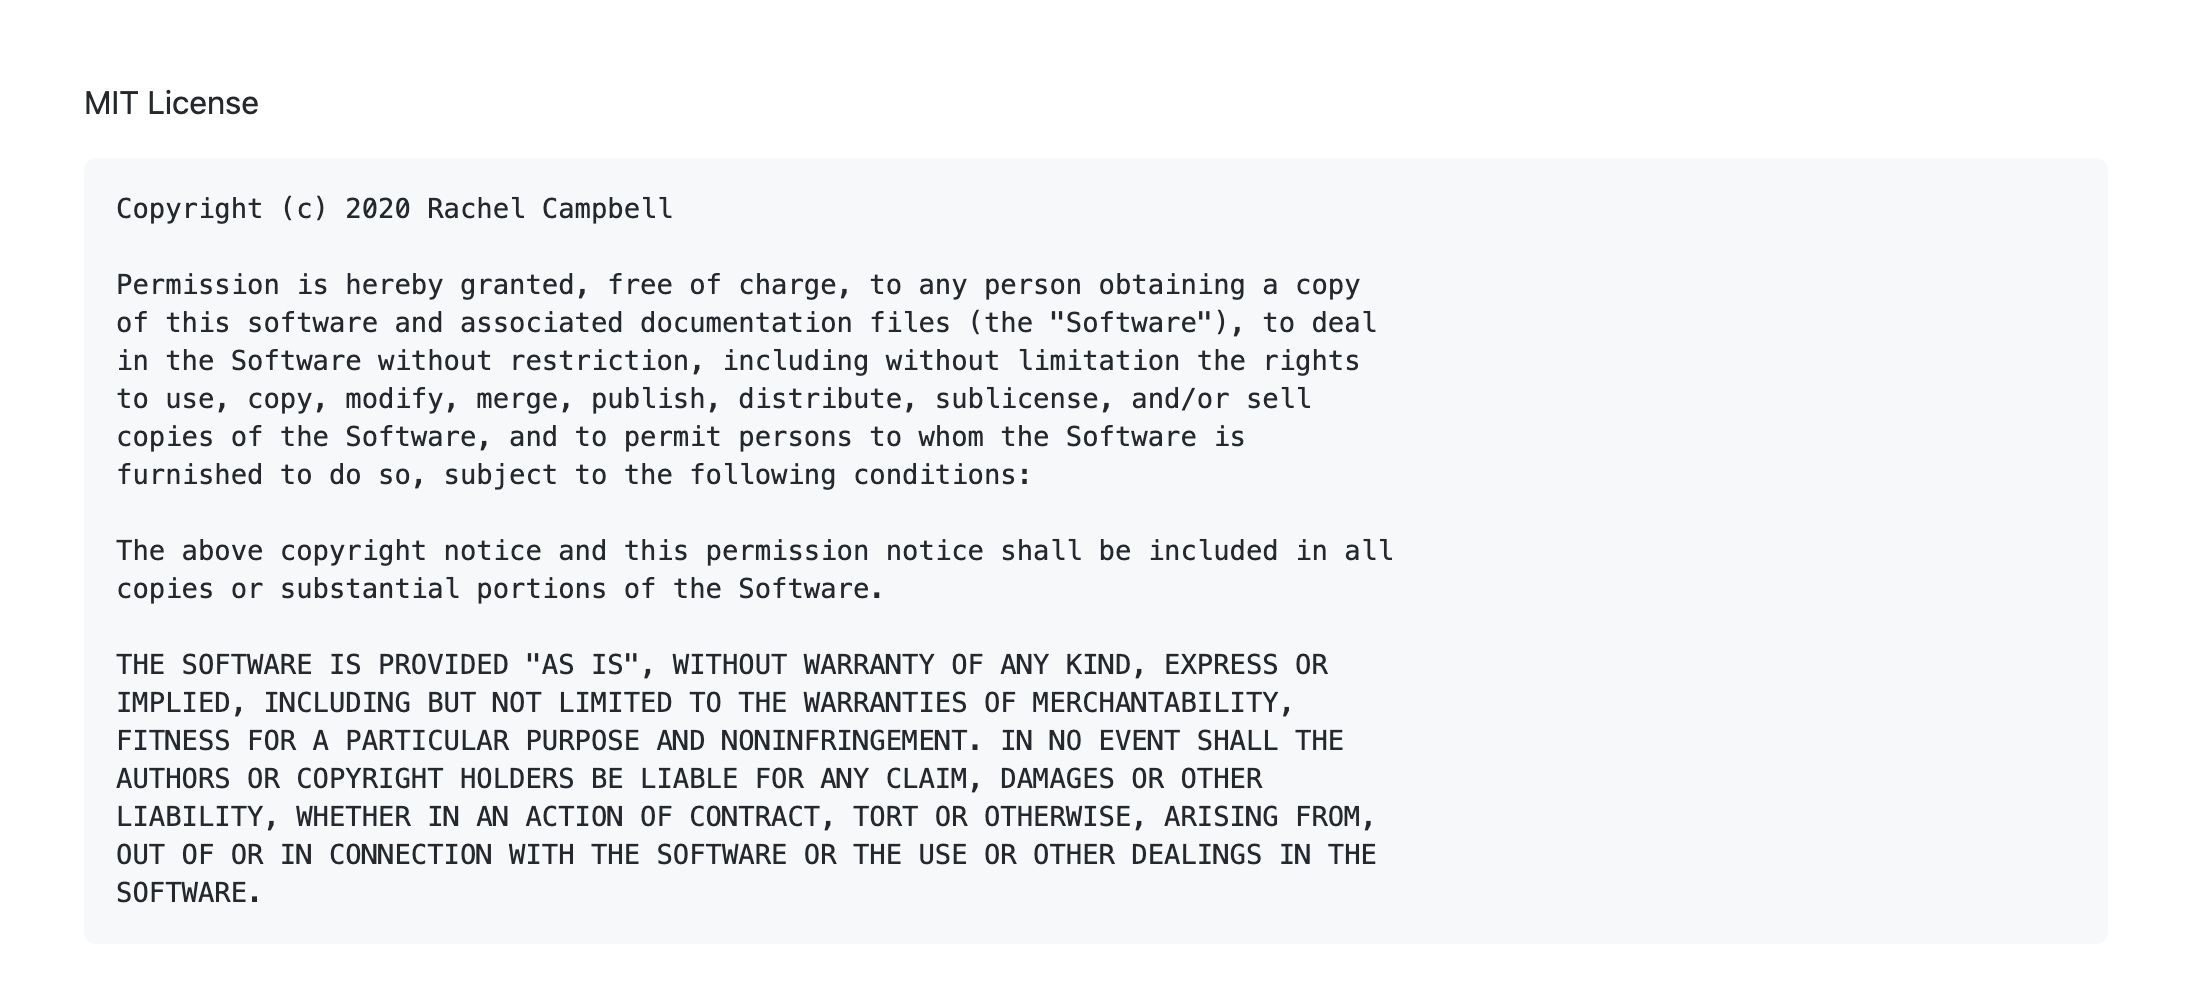 MIT License
Copyright (c) 2020 Rachel Campbell
Permission is hereby granted, free of charge, to any person obtaining a copy
of this software and associated documentation files (the "Software"), to deal
in the Software without restriction, including without limitation the rights
to use, copy, modify, merge, publish, distribute, sublicense, and/or sell
copies of the Software, and to permit persons to whom the Software is
furnished to do so, subject to the following conditions:
The above copyright notice and this permission notice shall be included in all
copies or substantial portions of the Software.
THE SOFTWARE IS PROVIDED "AS IS", WITHOUT WARRANTY OF ANY KIND, EXPRESS OR
IMPLIED, INCLUDING BUT NOT LIMITED TO THE WARRANTIES OF MERCHANTABILITY,
FITNESS FOR A PARTICULAR PURPOSE AND NONINFRINGEMENT. IN NO EVENT SHALL THE
AUTHORS OR COPYRIGHT HOLDERS BE LIABLE FOR ANY CLAIM, DAMAGES OR OTHER
LIABILITY, WHETHER IN AN ACTION OF CONTRACT, TORT OR OTHERWISE, ARISING FROM,
OUT OF OR IN CONNECTION WITH THE SOFTWARE OR THE USE OR OTHER DEALINGS IN THE
SOFTWARE.